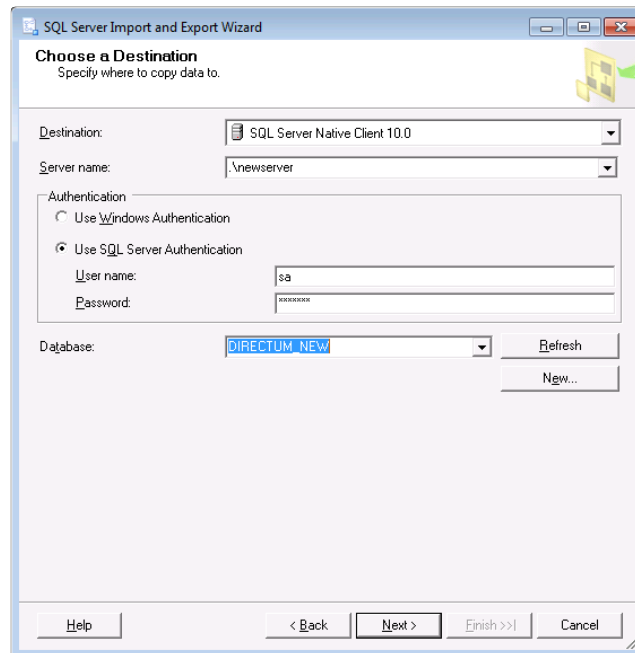 SQL Server Import and Export Wizard
Choose a Destination
Specify where to copy data to.
Destination:
SQL Server Native Client 10.0
Server name:
.\newserver
Authentication
Use Windows Authentication
Use SQL Server Authentication
User name:
sa
Password:
×××××××
Database:
DIRECTUM_NEW
Refresh
New...
Help
< Back
Next >
Finish >>|
Cancel